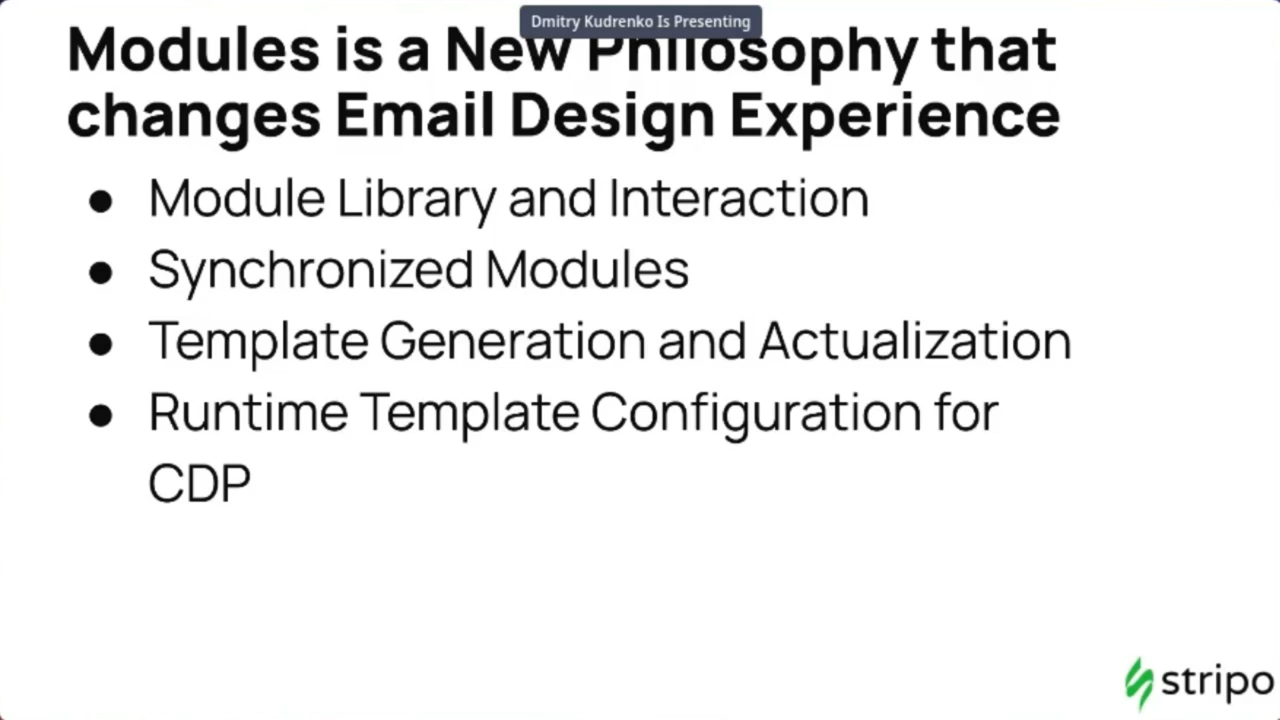 Dmitry Kudrenko Is Presenting
Modules is a New Philosophy that
changes Email Design Experience
● Module Library and Interaction
● Synchronized Modules
● Template Generation and Actualization
● Runtime Template Configuration for
CDP
stripo